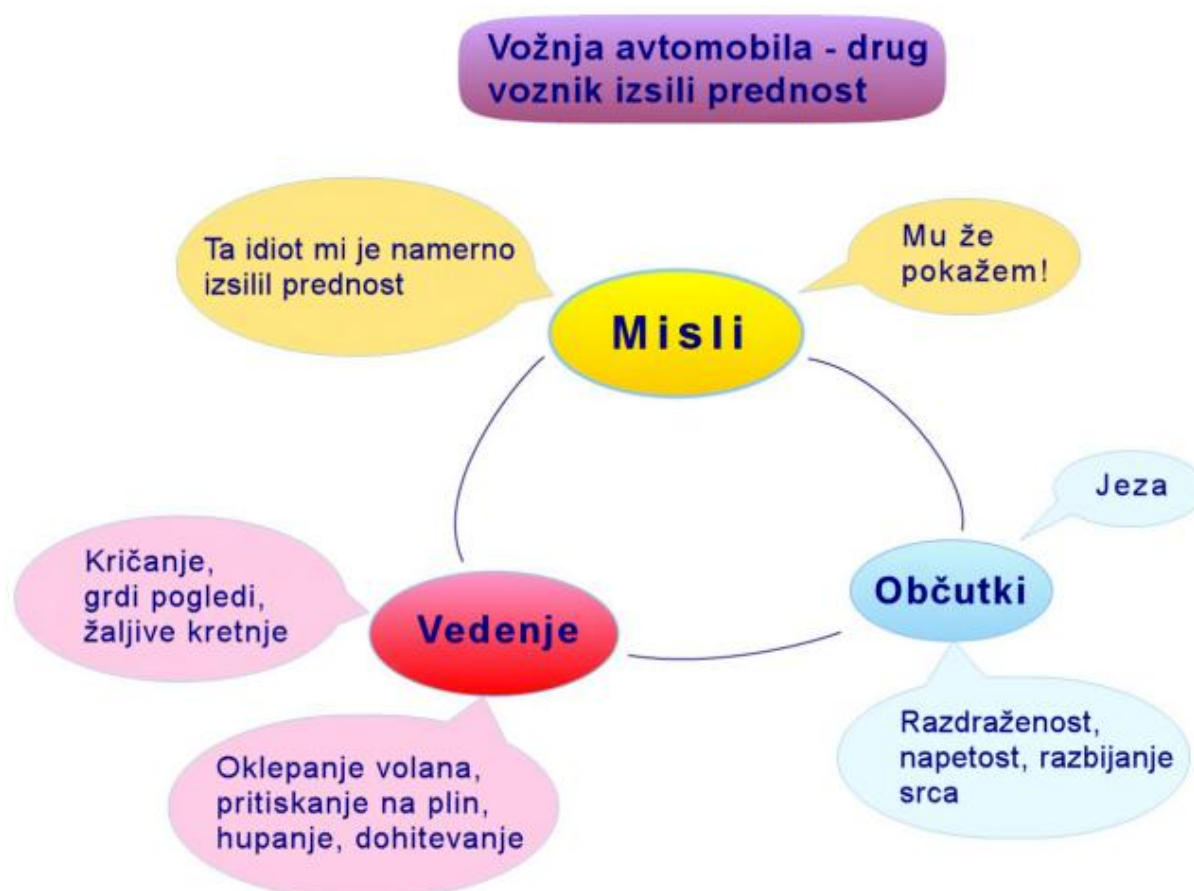 Vožnja avtomobila - drug
voznik izsili prednost
Ta idiot mi je namerno
izsilil prednost
Mu že
pokažem!
Misli
Jeza
Občutki
Razdraženost,
napetost, razbijanje
srca
Kričanje,
grdi pogledi,
žaljive kretnje
Vedenje
Oklepanje volana,
pritiskanje na plin,
hupanje, dohitevanje